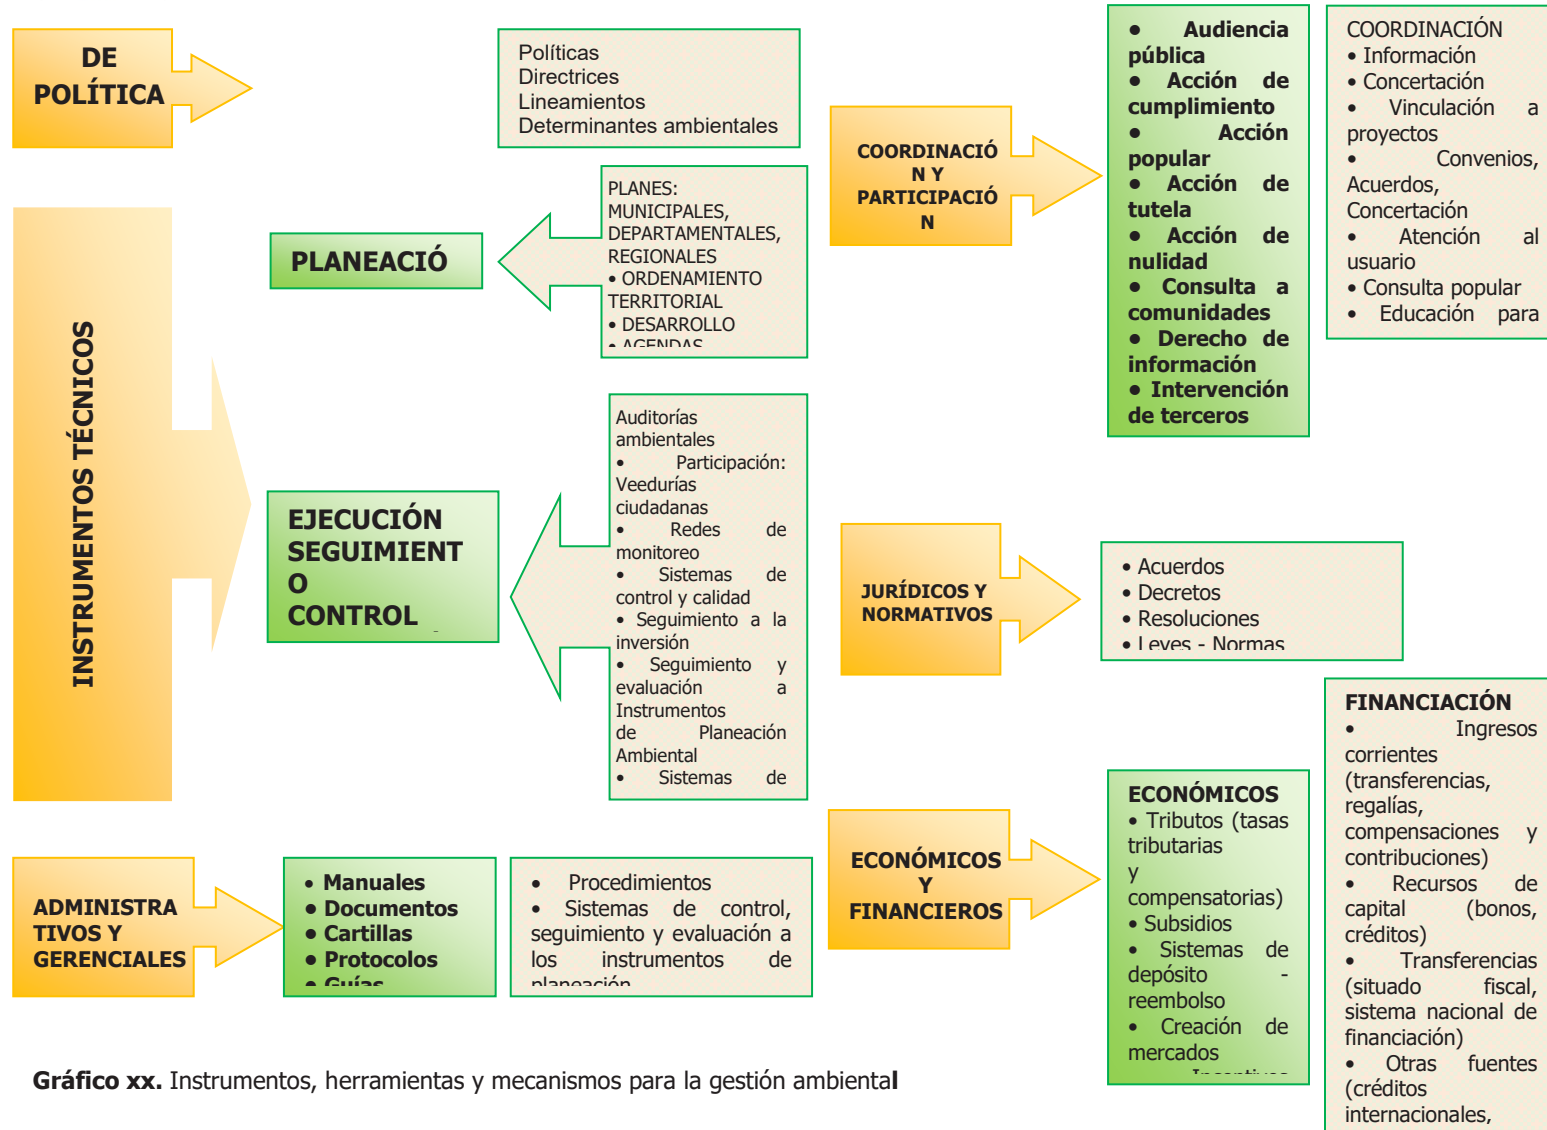 DE
POLÍTICA
Políticas
Directrices
Lineamientos
Determinantes ambientales
INSTRUMENTOS TÉCNICOS
PLANEACIÓ
PLANES:
MUNICIPALES,
DEPARTAMENTALES,
REGIONALES
• ORDENAMIENTO
TERRITORIAL
• DESARROLLO
• AGENDAS
EJECUCIÓN
SEGUIMIENT
O
CONTROL
Auditorías
ambientales
• Participación:
Veedurías
ciudadanas
• Redes de
monitoreo
• Sistemas de
control y calidad
• Seguimiento a la
inversión
• Seguimiento y
evaluación a
Instrumentos
de Planeación
Ambiental
• Sistemas de
ADMINISTRA
TIVOS Y
GERENCIALES
• Manuales
• Documentos
• Cartillas
• Protocolos
• Guías
• Procedimientos
• Sistemas de control,
seguimiento y evaluación a
los instrumentos de
planeación
COORDINACIÓ
N Y
PARTICIPACIÓ
N
• Audiencia
pública
• Acción de
cumplimiento
• Acción
popular
• Acción de
tutela
• Acción de
nulidad
• Consulta a
comunidades
• Derecho de
información
• Intervención
de terceros
COORDINACIÓN
• Información
• Concertación
• Vinculación a
proyectos
• Convenios,
Acuerdos,
Concertación
• Atención al
usuario
• Consulta popular
• Educación para
JURÍDICOS Y
NORMATIVOS
• Acuerdos
• Decretos
• Resoluciones
• Leyes - Normas
ECONÓMICOS
Y
FINANCIEROS
ECONÓMICOS
• Tributos (tasas
tributarias
y
compensatorias)
• Subsidios
• Sistemas de
depósito -
reembolso
• Creación de
mercados
Incentivos
FINANCIACIÓN
• Ingresos
corrientes
(transferencias,
regalías,
compensaciones y
contribuciones)
• Recursos de
capital (bonos,
créditos)
• Transferencias
(situado fiscal,
sistema nacional de
financiación)
• Otras fuentes
(créditos
internacionales,
Gráfico xx. Instrumentos, herramientas y mecanismos para la gestión ambiental